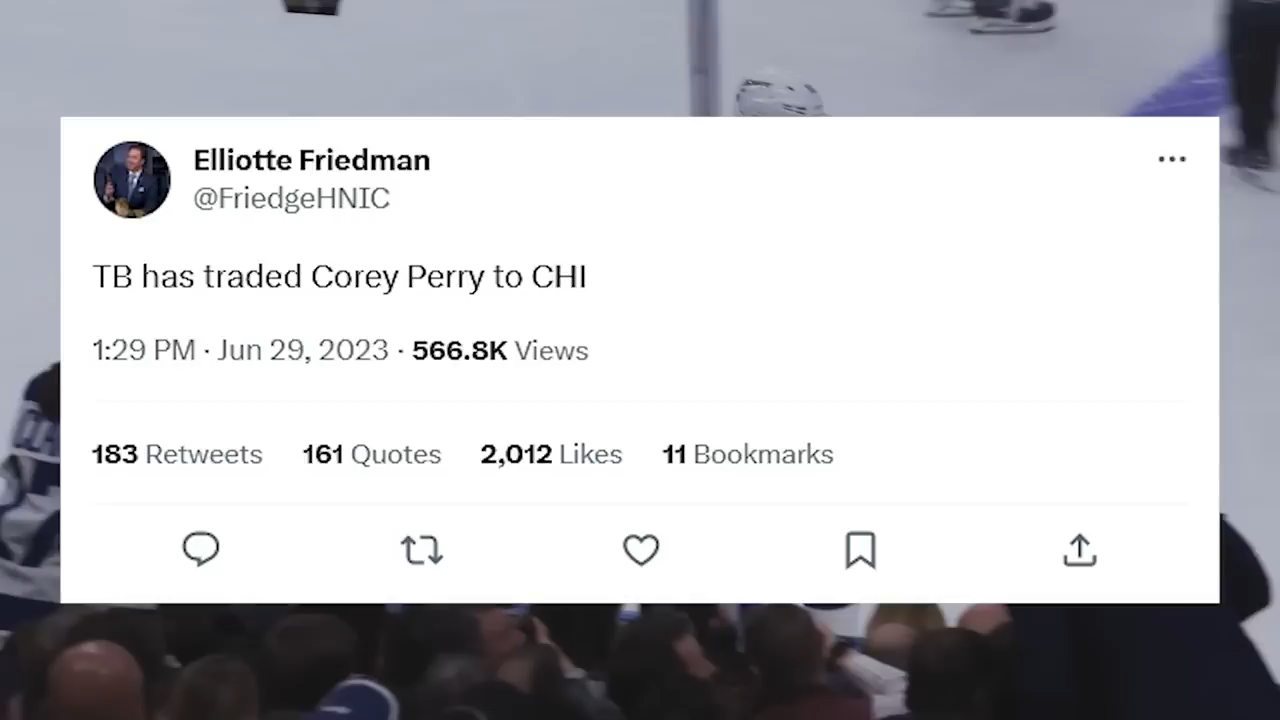 Elliotte Friedman
@FriedgeHNIC
TB has traded Corey Perry to CHI
1:29 PM · Jun 29, 2023 · 566.8K Views
183 Retweets 161 Quotes 2,012 Likes 11 Bookmarks